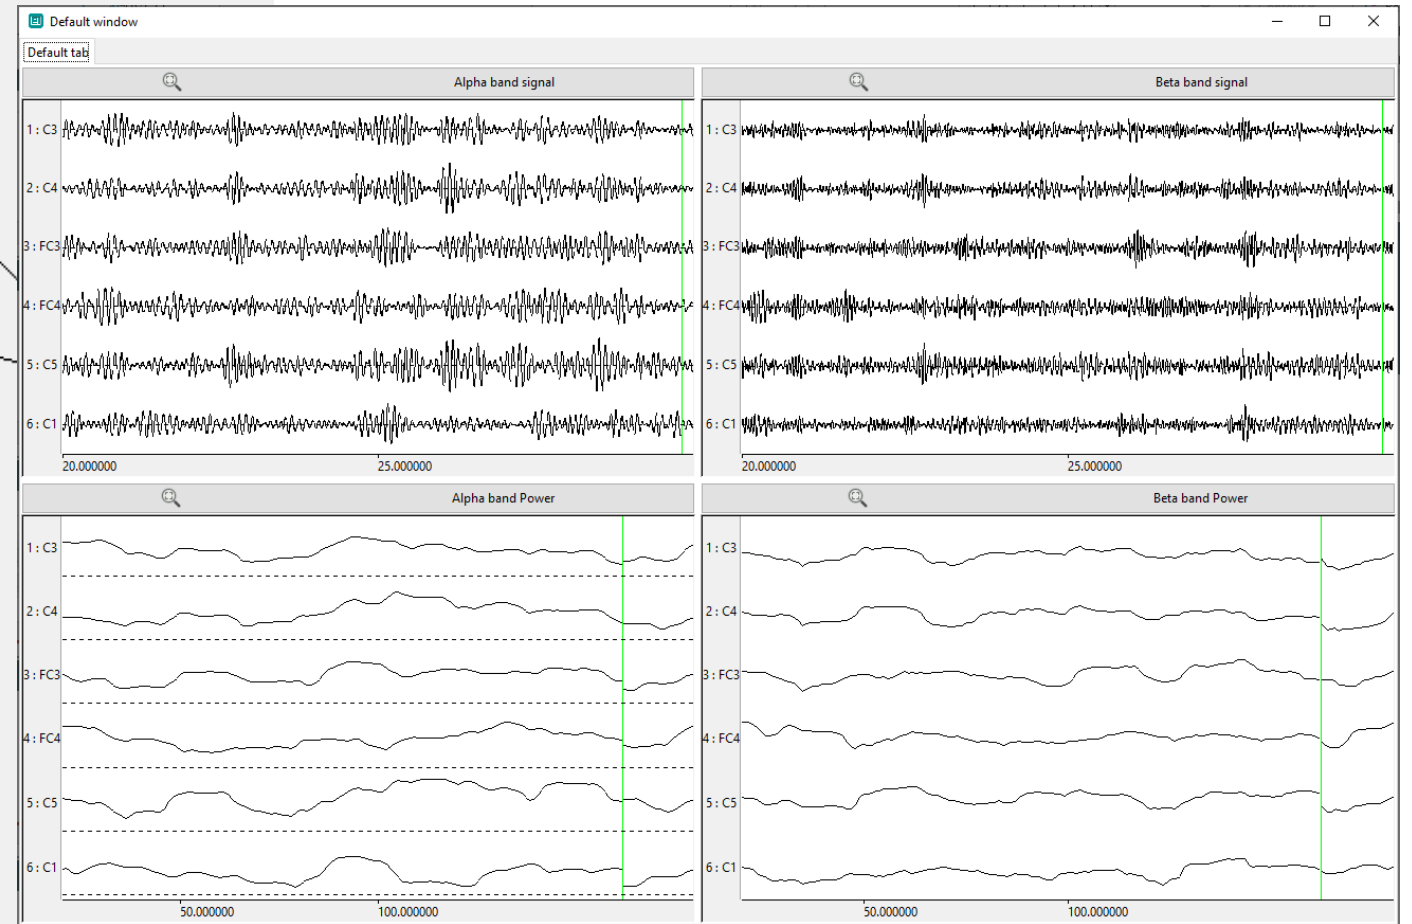 Default window
Default tab
Alpha band signal
Beta band signal
1 : C3
2 : C4
3 : FC3
4 : FC4
5 : C5
6 : C1
20.000000 25.000000
1 : C3
2 : C4
3 : FC3
4 : FC4
5 : C5
6 : C1
20.000000 25.000000
Alpha band Power
Beta band Power
1 : C3
2 : C4
3 : FC3
4 : FC4
5 : C5
6 : C1
50.000000 100.000000
1 : C3
2 : C4
3 : FC3
4 : FC4
5 : C5
6 : C1
50.000000 100.000000